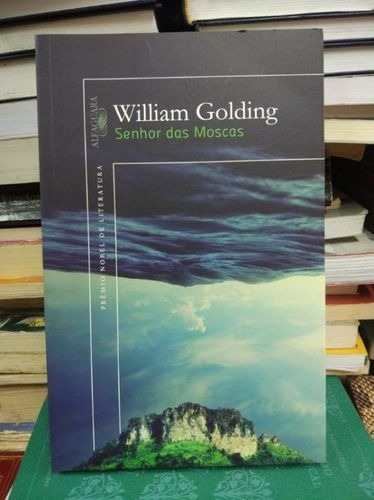 ALFAGUARA
William Golding
Senhor das Moscas
PRÊMIO NOBEL DE LITERATURA